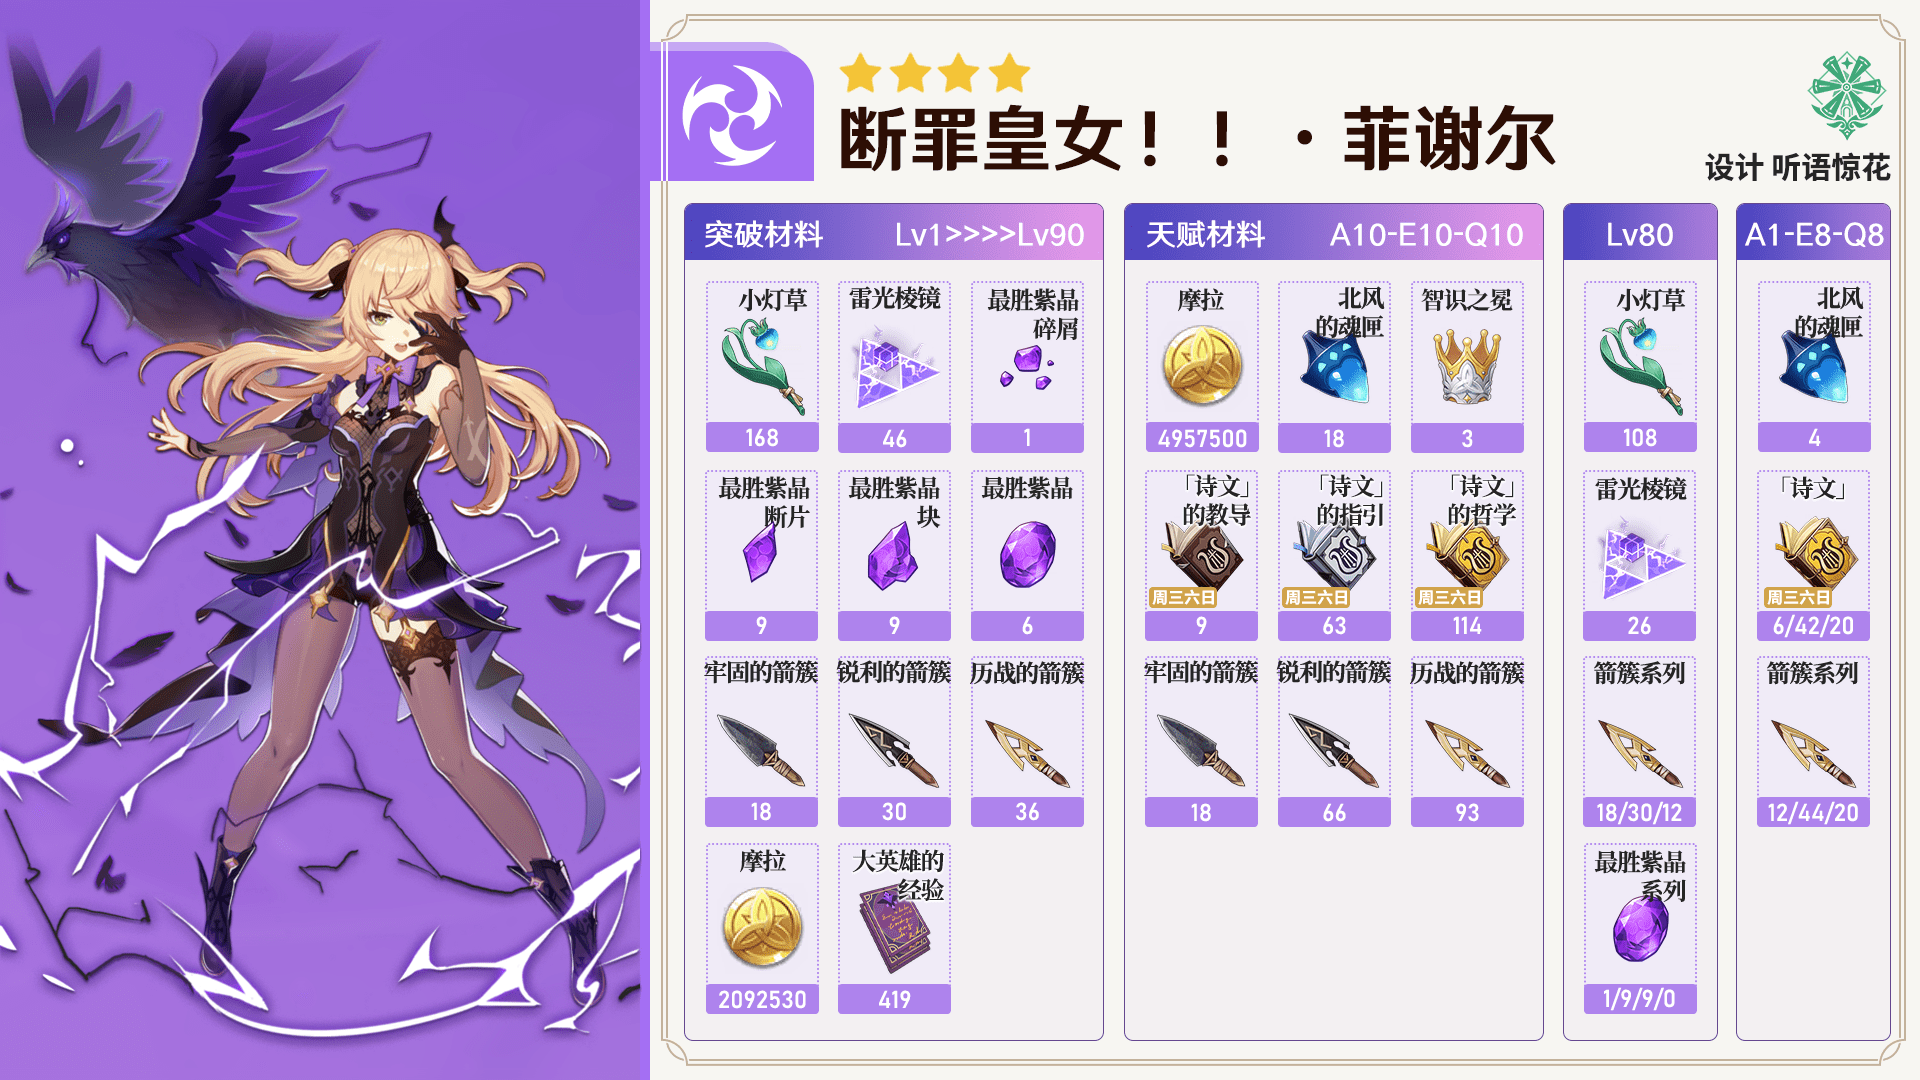 断罪皇女！！·菲谢尔
设计 听语惊花
突破材料 Lv1>>>>Lv90
小灯草
168
雷光棱镜
46
最胜紫晶
碎屑
1
最胜紫晶
断片
9
最胜紫晶
块
9
最胜紫晶
6
牢固的箭簇
18
锐利的箭簇
30
历战的箭簇
36
摩拉
2092530
大英雄的
经验
419
天赋材料 A10-E10-Q10
摩拉
4957500
北风
的魂匣
18
智识之冕
3
「诗文」
的教导
周三六日
9
「诗文」
的指引
周三六日
63
「诗文」
的哲学
周三六日
114
牢固的箭簇
18
锐利的箭簇
66
历战的箭簇
93
Lv80
小灯草
108
雷光棱镜
26
箭簇系列
18/30/12
最胜紫晶
系列
1/9/9/0
A1-E8-Q8
北风
的魂匣
4
「诗文」
周三六日
6/42/20
箭簇系列
12/44/20